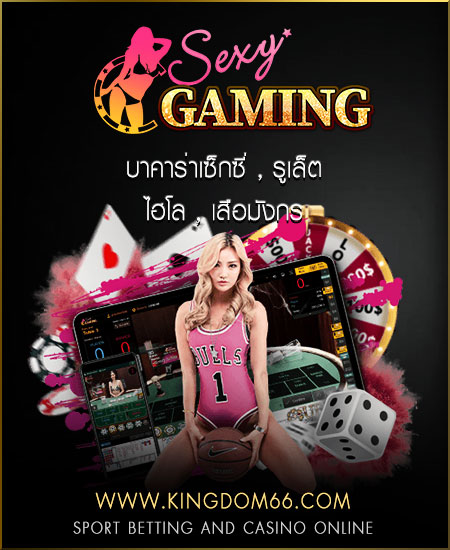 Sexy
GAMING
บาคาร่าเซ็กซี่ , รูเล็ต
ไฮโล , เสือมังกร
BULLS
1
WWW.KINGDOM66.COM
SPORT BETTING AND CASINO ONLINE